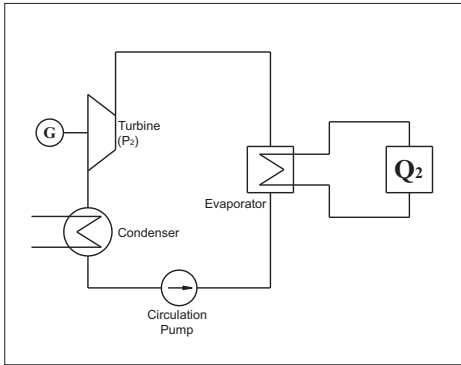 G
Turbine
(P₂)
Evaporator
Q₂
Condenser
Circulation
Pump